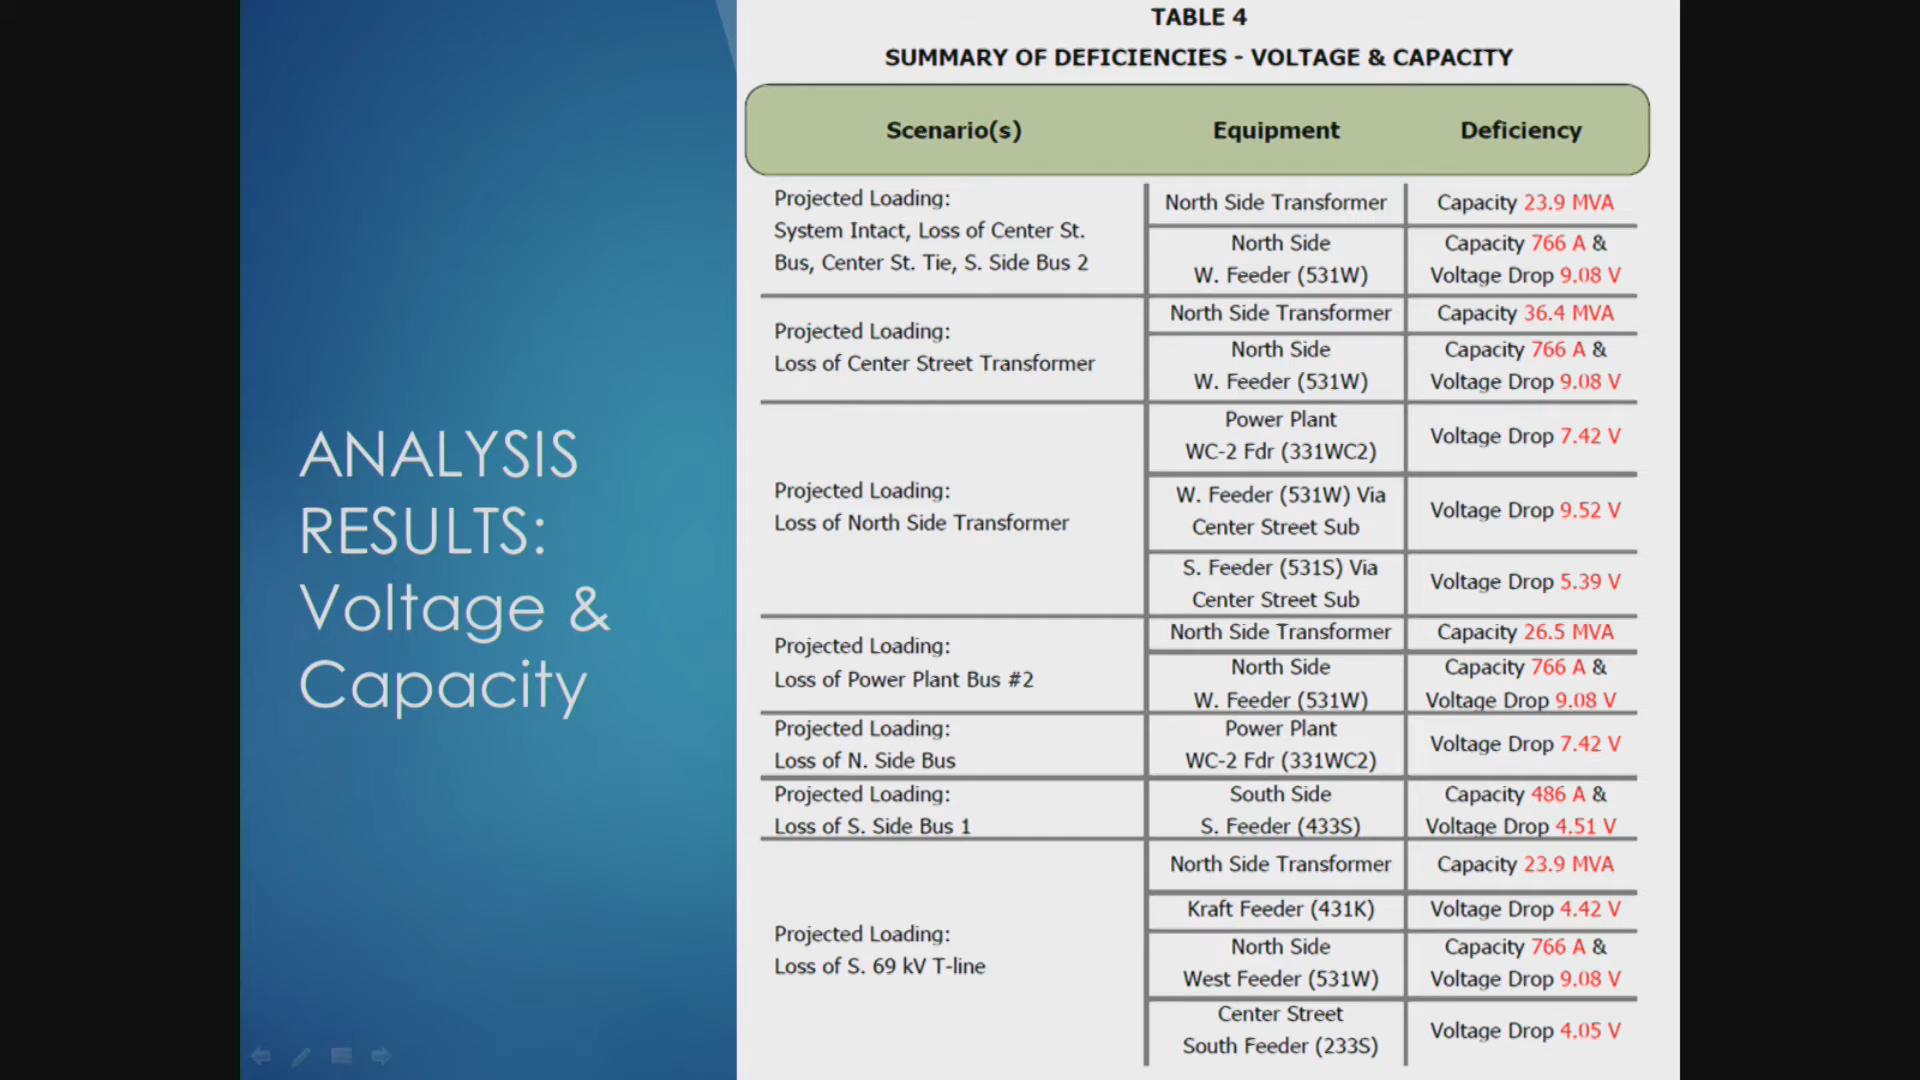 ANALYSIS
RESULTS:
Voltage &
Capacity
TABLE 4
SUMMARY OF DEFICIENCIES - VOLTAGE & CAPACITY
Scenario(s) Equipment Deficiency
Projected Loading:
System Intact, Loss of Center St.
Bus, Center St. Tie, S. Side Bus 2
North Side Transformer
Capacity 23.9 MVA
North Side
W. Feeder (531W)
Capacity 766 A &
Voltage Drop 9.08 V
Projected Loading:
Loss of Center Street Transformer
North Side Transformer
Capacity 36.4 MVA
North Side
W. Feeder (531W)
Capacity 766 A &
Voltage Drop 9.08 V
Projected Loading:
Loss of North Side Transformer
Power Plant
WC-2 Fdr (331WC2)
Voltage Drop 7.42 V
W. Feeder (531W) Via
Center Street Sub
Voltage Drop 9.52 V
S. Feeder (531S) Via
Center Street Sub
Voltage Drop 5.39 V
Projected Loading:
Loss of Power Plant Bus #2
North Side Transformer
Capacity 26.5 MVA
North Side
W. Feeder (531W)
Capacity 766 A &
Voltage Drop 9.08 V
Projected Loading:
Loss of N. Side Bus
Power Plant
WC-2 Fdr (331WC2)
Voltage Drop 7.42 V
Projected Loading:
Loss of S. Side Bus 1
South Side
S. Feeder (433S)
Capacity 486 A &
Voltage Drop 4.51 V
Projected Loading:
Loss of S. 69 kV T-line
North Side Transformer
Capacity 23.9 MVA
Kraft Feeder (431K)
Voltage Drop 4.42 V
North Side
West Feeder (531W)
Capacity 766 A &
Voltage Drop 9.08 V
Center Street
South Feeder (233S)
Voltage Drop 4.05 V